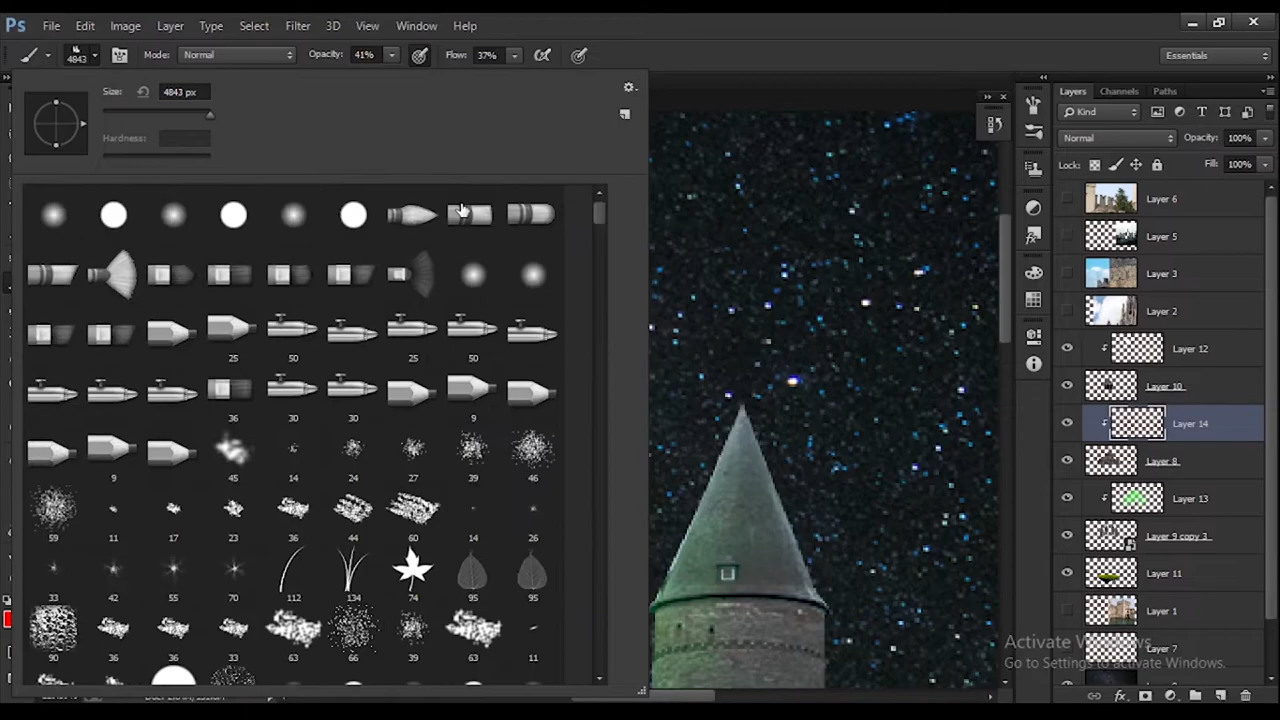 Ps File Edit Image Layer Type Select Filter 3D View Window Help
4843 Mode: Normal Opacity: 41% Flow: 37% Essentials
Size: 4843 px
Hardness:
25 50 25 50
36 30 30 9
9 45 14 24 27 39 46
59 11 17 23 36 44 60 14 26
33 42 55 70 112 134 74 95 95
90 36 36 33 63 66 39 63 11
Layers Channels Paths
Kind
Normal Opacity: 100%
Lock: Fill: 100%
Layer 6
Layer 5
Layer 3
Layer 2
Layer 12
Layer 10
Layer 14
Layer 8
Layer 13
Layer 9 copy 3
Layer 11
Layer 1
Layer 7
Activate Windows
Go to Settings to activate Windows.